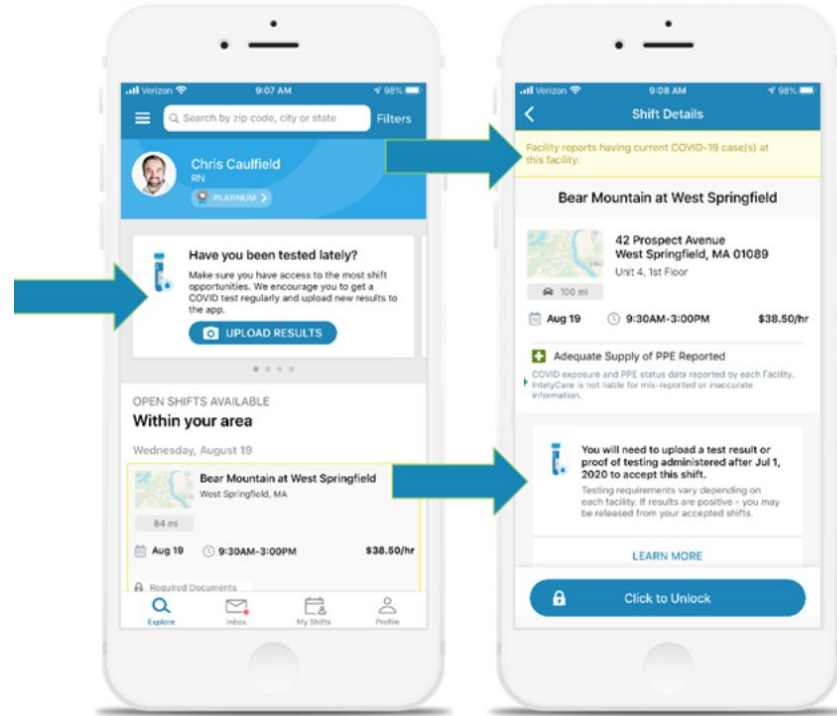 Verizon 9:07 AM 98%
Search by zip code, city or state Filters
Chris Caulfield
RN
PLATINUM >
Have you been tested lately?
Make sure you have access to the most shift
opportunities. We encourage you to get a
COVID test regularly and upload new results to
the app.
UPLOAD RESULTS
OPEN SHIFTS AVAILABLE
Within your area
Wednesday, August 19
Bear Mountain at West Springfield
West Springfield, MA
84 mi
Aug 19 9:30AM-3:00PM $38.50/hr
Required Documents
Explore Inbox My Shifts Profile
Verizon 9:08 AM 98%
Shift Details
Facility reports having current COVID-19 case(s) at
this facility.
Bear Mountain at West Springfield
42 Prospect Avenue
West Springfield, MA 01089
Unit 4, 1st Floor
100 mi
Aug 19 9:30AM-3:00PM $38.50/hr
Adequate Supply of PPE Reported
COVID exposure and PPE status data reported by each Facility.
IntelyCare is not liable for mis-reported or inaccurate
information.
You will need to upload a test result or
proof of testing administered after Jul 1,
2020 to accept this shift.
Testing requirements vary depending on
each facility. If results are positive - you may
be released from your accepted shifts.
LEARN MORE
Click to Unlock